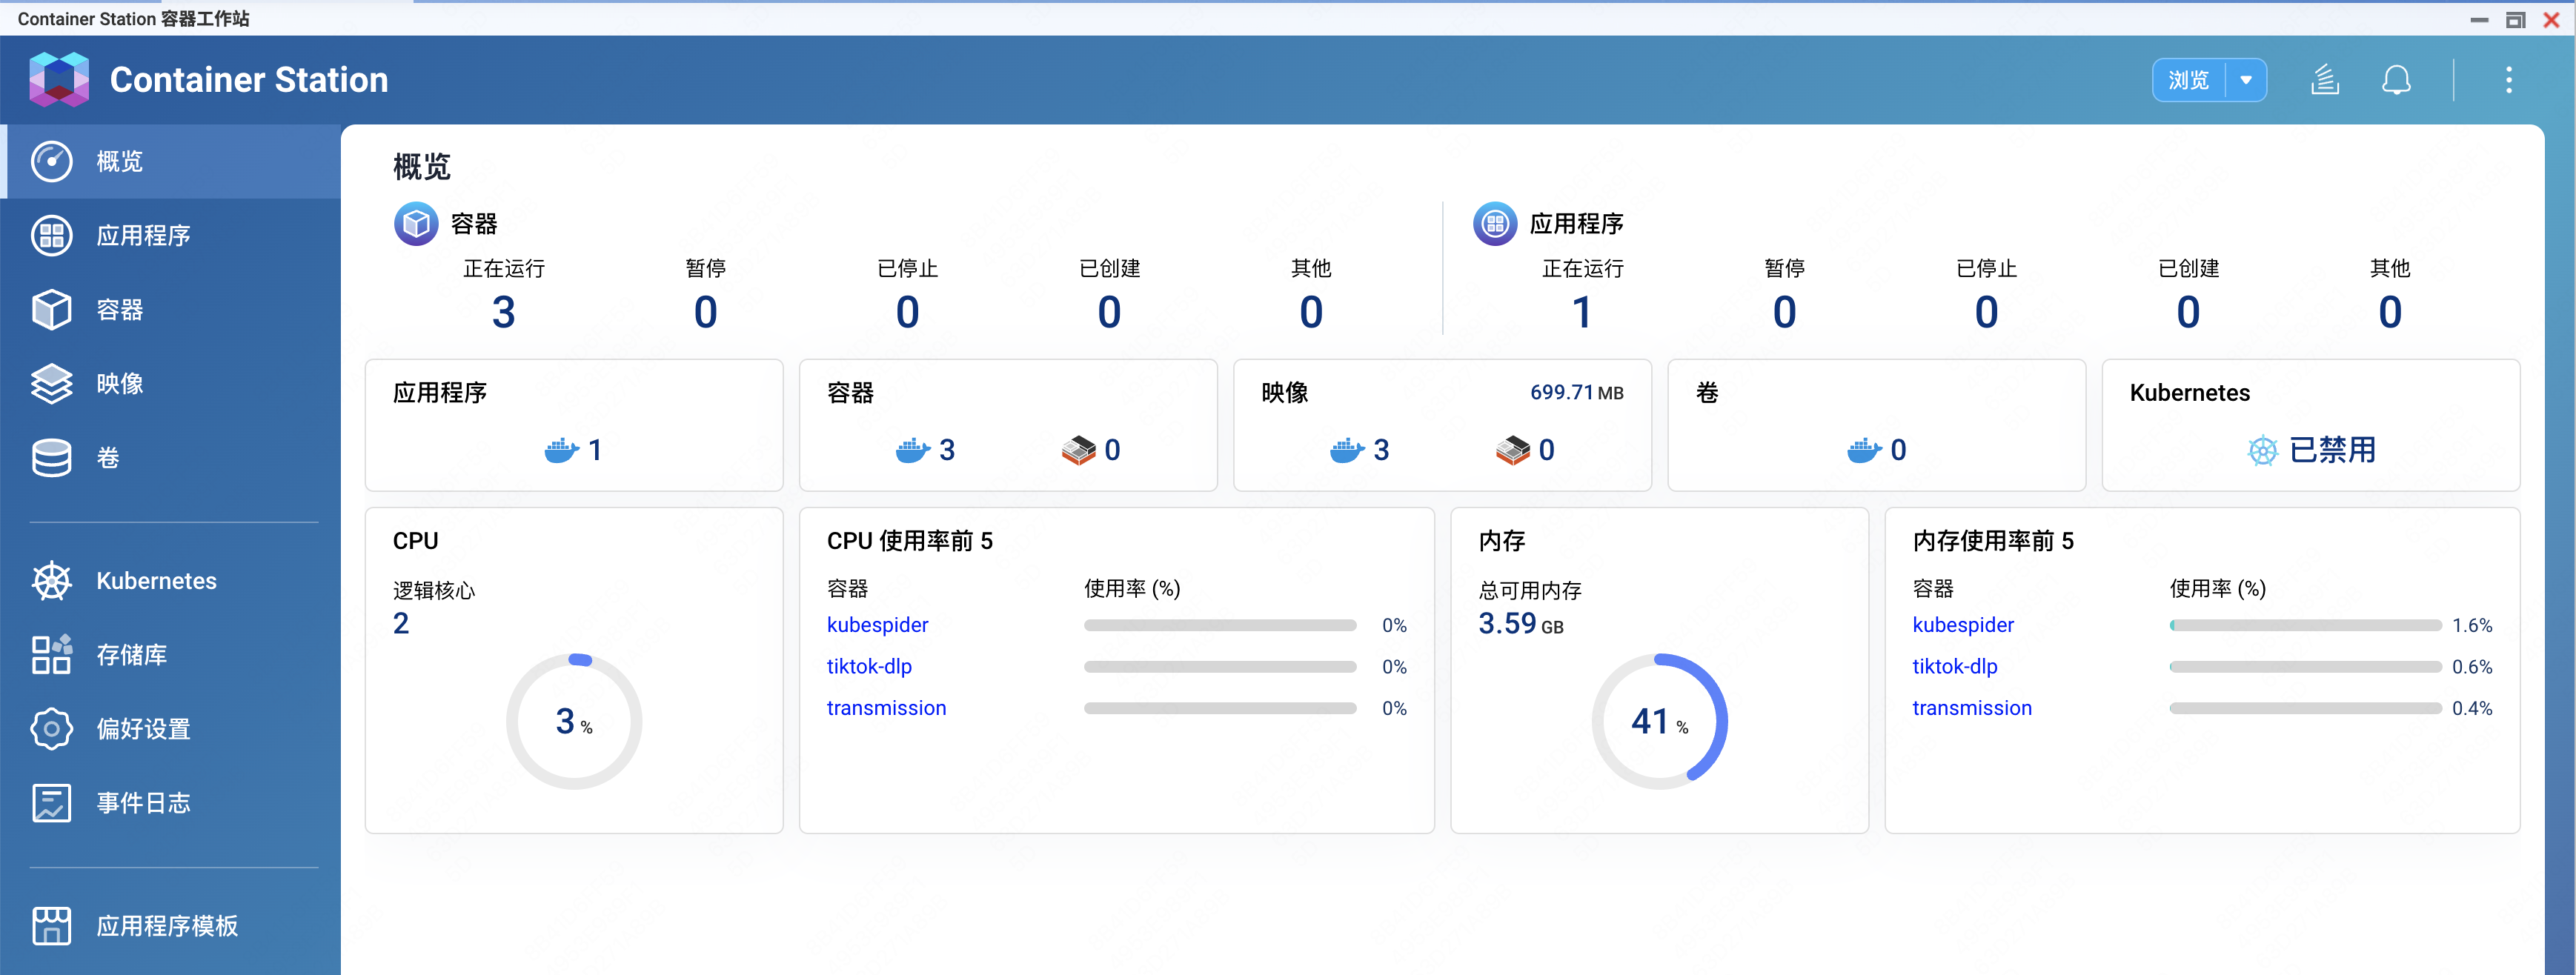 Container Station 容器工作站
Container Station
浏览
概览
应用程序
容器
映像
卷
Kubernetes
存储库
偏好设置
事件日志
应用程序模板
概览
容器
正在运行 暂停 已停止 已创建 其他
3 0 0 0 0
应用程序
正在运行 暂停 已停止 已创建 其他
1 0 0 0 0
应用程序
1
容器
3 0
映像 699.71 MB
3 0
卷
0
Kubernetes
已禁用
CPU
逻辑核心
2
3 %
CPU 使用率前 5
容器 使用率 (%)
kubespider 0%
tiktok-dlp 0%
transmission 0%
内存
总可用内存
3.59 GB
41 %
内存使用率前 5
容器 使用率 (%)
kubespider 1.6%
tiktok-dlp 0.6%
transmission 0.4%